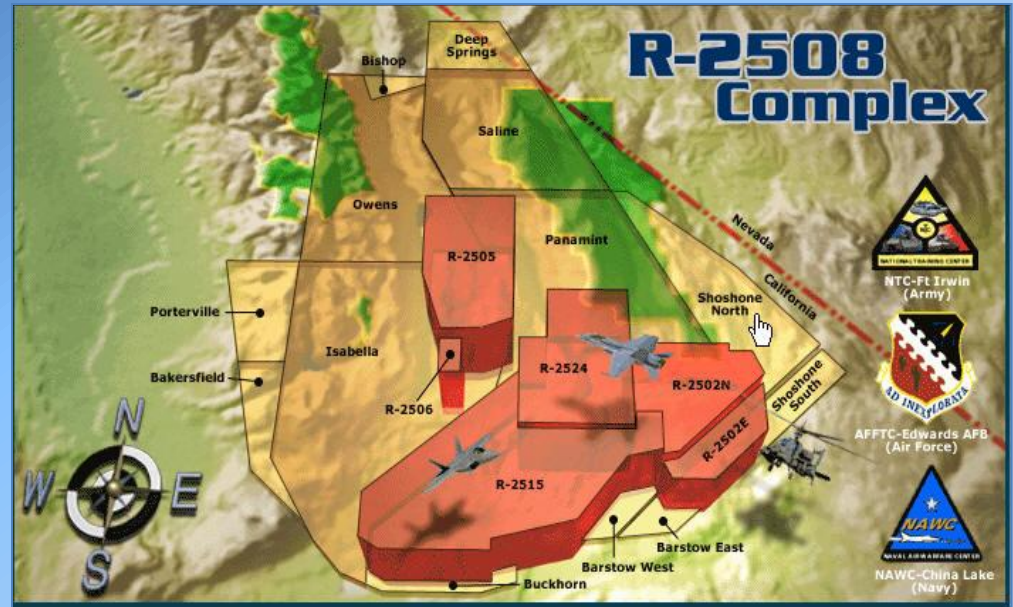 R-2508
Complex
Deep
Springs
Bishop
Saline
Owens
Nevada
California
Panamint
R-2505
NATIONAL TRAINING CENTER
NTC-Ft Irwin
(Army)
Shoshone
North
Porterville
Isabella
Bakersfield
R-2524
R-2502N
Shoshone
South
R-2506
AD INEXPLORATA
AFFTC-Edwards AFB
(Air Force)
R-2502E
N
W
E
S
R-2515
NAWC
NAVAL AIR WARFARE CENTER
NAWC-China Lake
(Navy)
Barstow East
Barstow West
Buckhorn